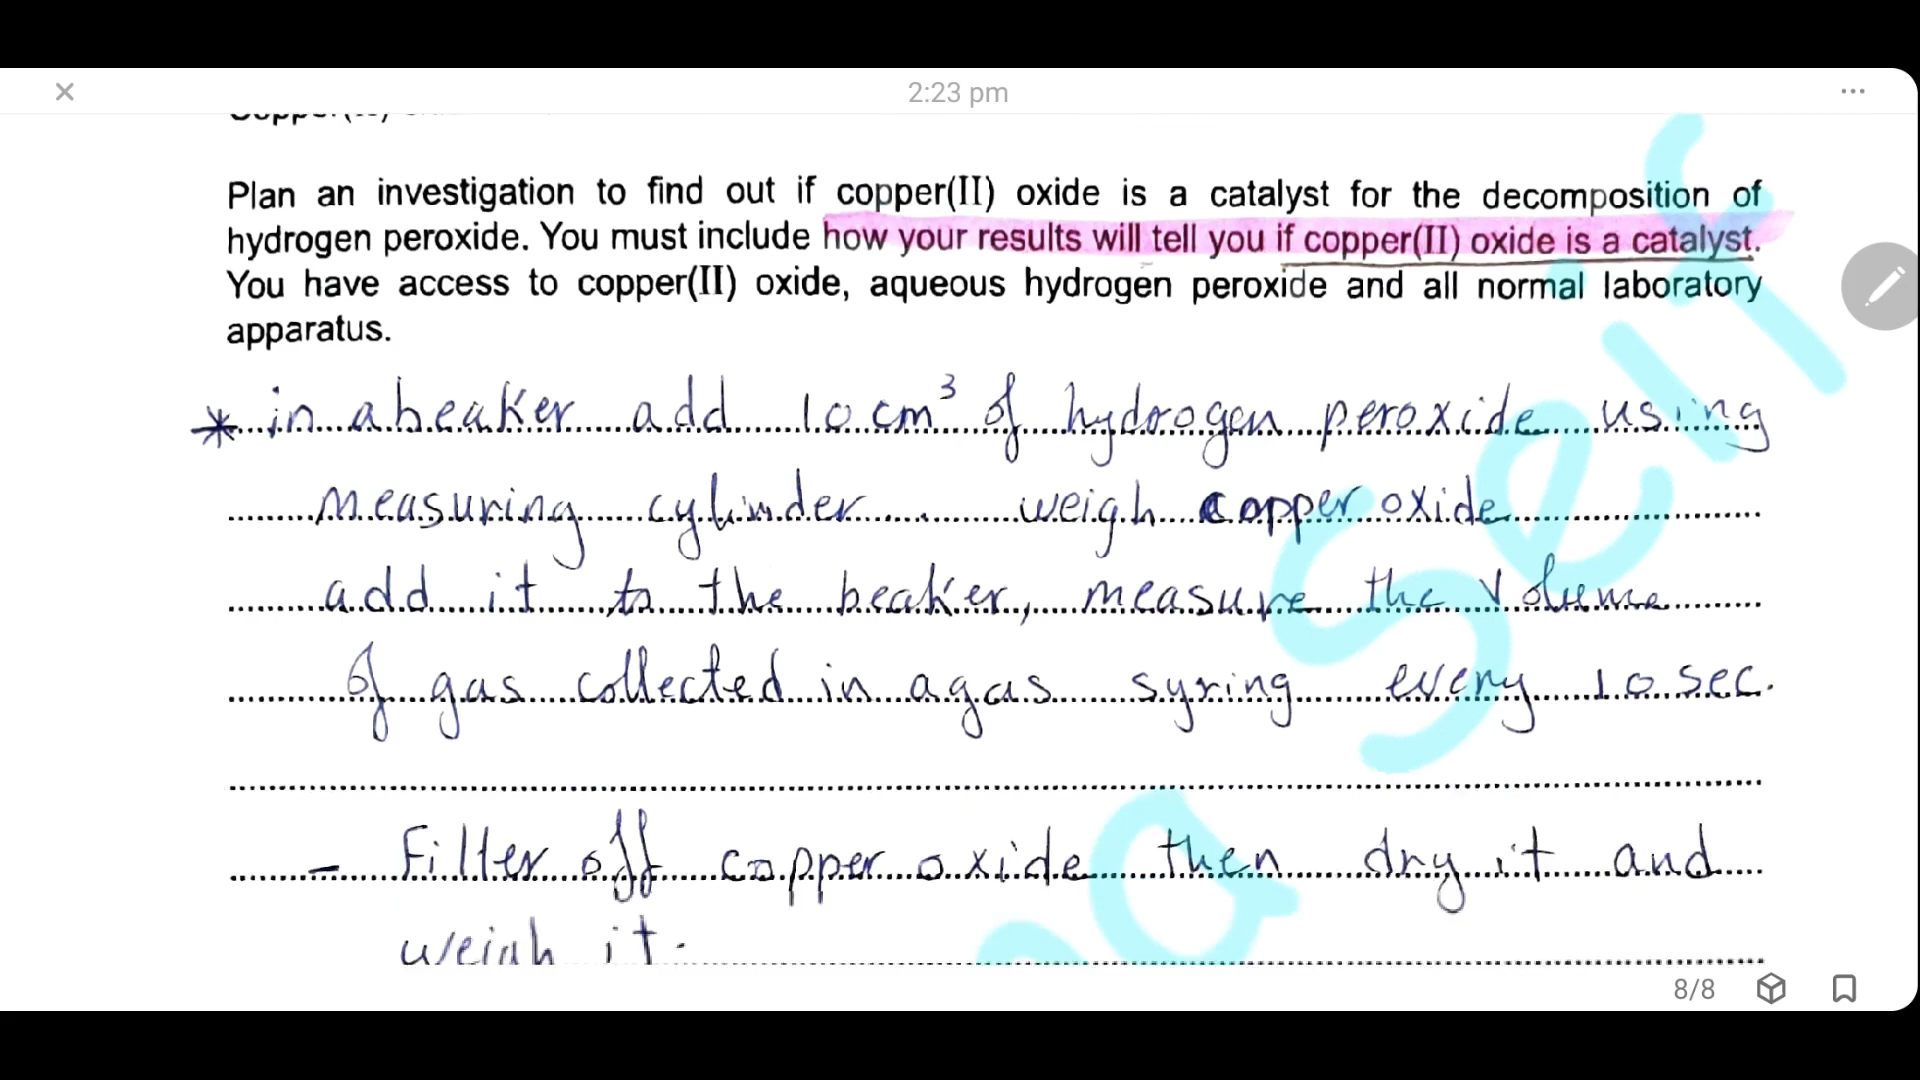 2:23 pm
Plan an investigation to find out if copper(II) oxide is a catalyst for the decomposition of
hydrogen peroxide. You must include how your results will tell you if copper(II) oxide is a catalyst.
You have access to copper(II) oxide, aqueous hydrogen peroxide and all normal laboratory
apparatus.
* in a beaker add 10 cm³ of hydrogen peroxide using
measuring cylinder weigh copper oxide
add it to the beaker, measure the volume
of gas collected in a gas syring every 10 sec.
- Filter off copper oxide then dry it and
weigh it.
8/8